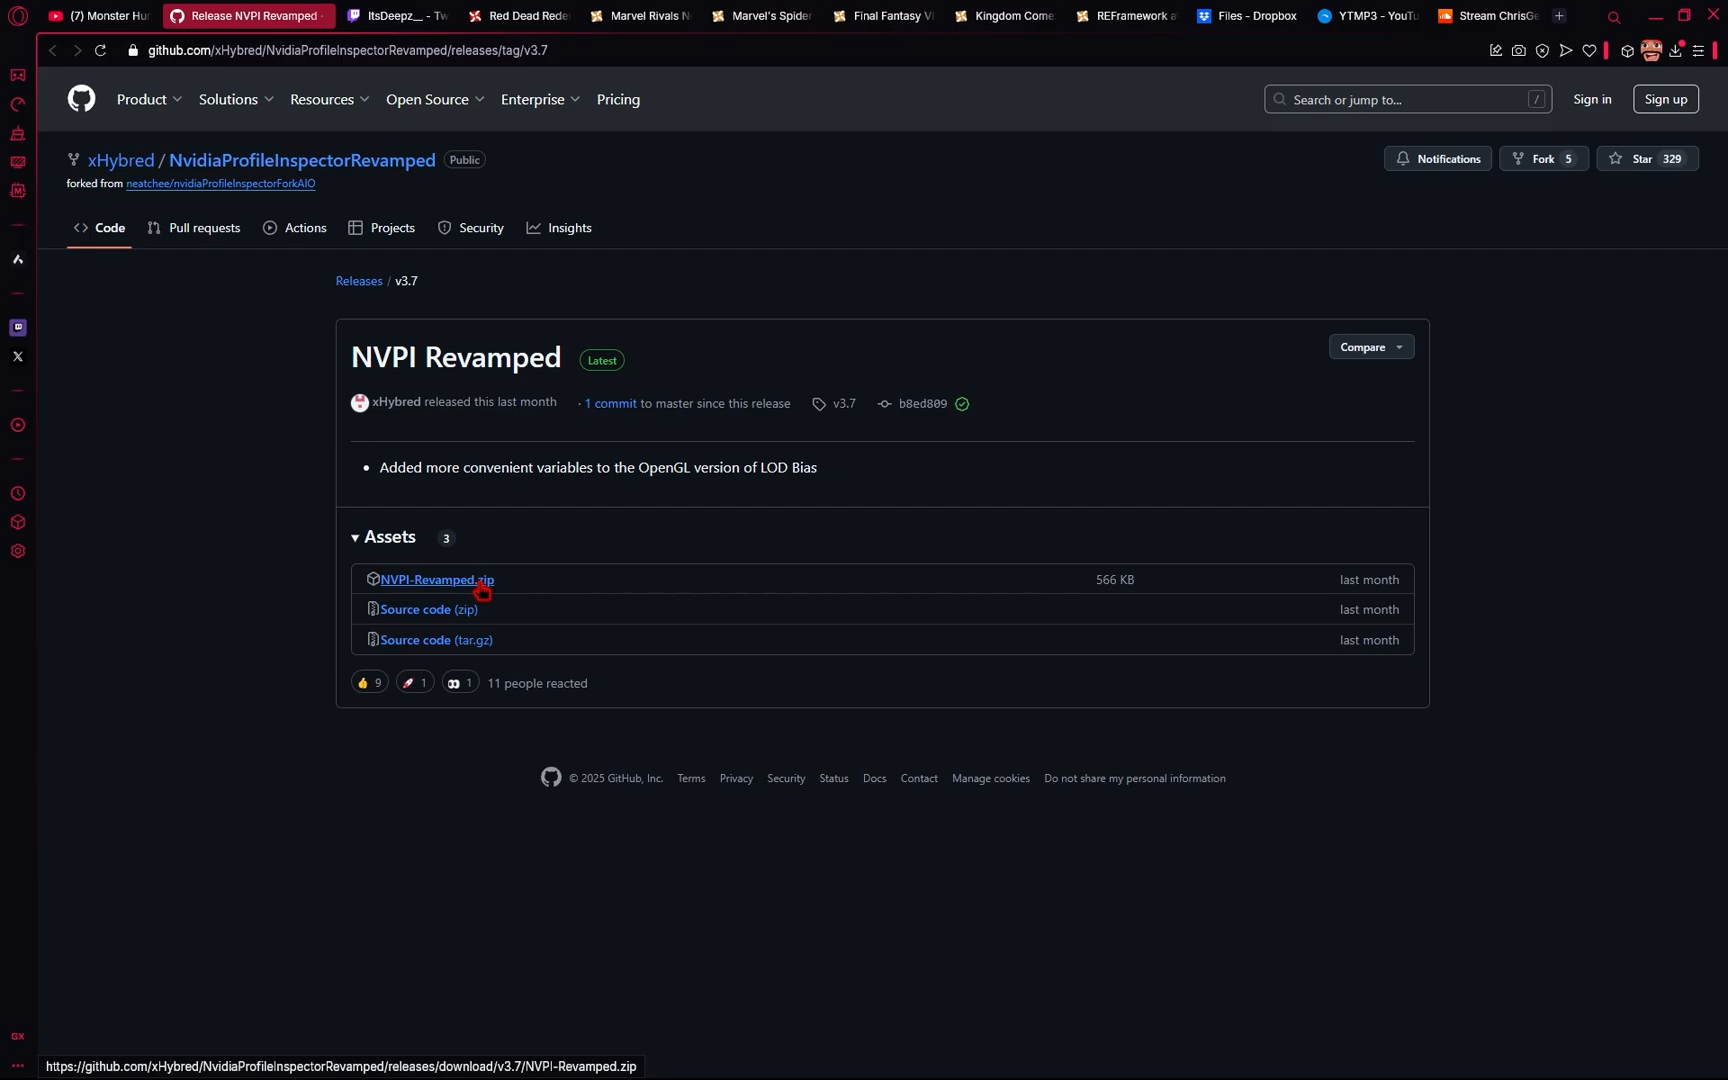 (7) Monster Hu
Release NVPI Revamped ·
ItsDeepz__ - Tw
Red Dead Rede
Marvel Rivals N
Marvel's Spider
Final Fantasy V
Kingdom Come
REFramework a
Files - Dropbox
YTMP3 - YouTu
Stream ChrisGe
github.com/xHybred/NvidiaProfileInspectorRevamped/releases/tag/v3.7
Product
Solutions
Resources
Open Source
Enterprise
Pricing
Search or jump to...
/
Sign in
Sign up
xHybred / NvidiaProfileInspectorRevamped Public
Notifications
Fork 5
Star 329
forked from neatchee/nvidiaProfileInspectorForkAIO
<> Code
Pull requests
Actions
Projects
Security
Insights
Releases / v3.7
NVPI Revamped Latest
Compare
xHybred released this last month · 1 commit to master since this release v3.7 b8ed809
• Added more convenient variables to the OpenGL version of LOD Bias
Assets 3
NVPI-Revamped.zip 566 KB last month
Source code (zip) last month
Source code (tar.gz) last month
9 1 1 11 people reacted
© 2025 GitHub, Inc. Terms Privacy Security Status Docs Contact Manage cookies Do not share my personal information
GX
https://github.com/xHybred/NvidiaProfileInspectorRevamped/releases/download/v3.7/NVPI-Revamped.zip